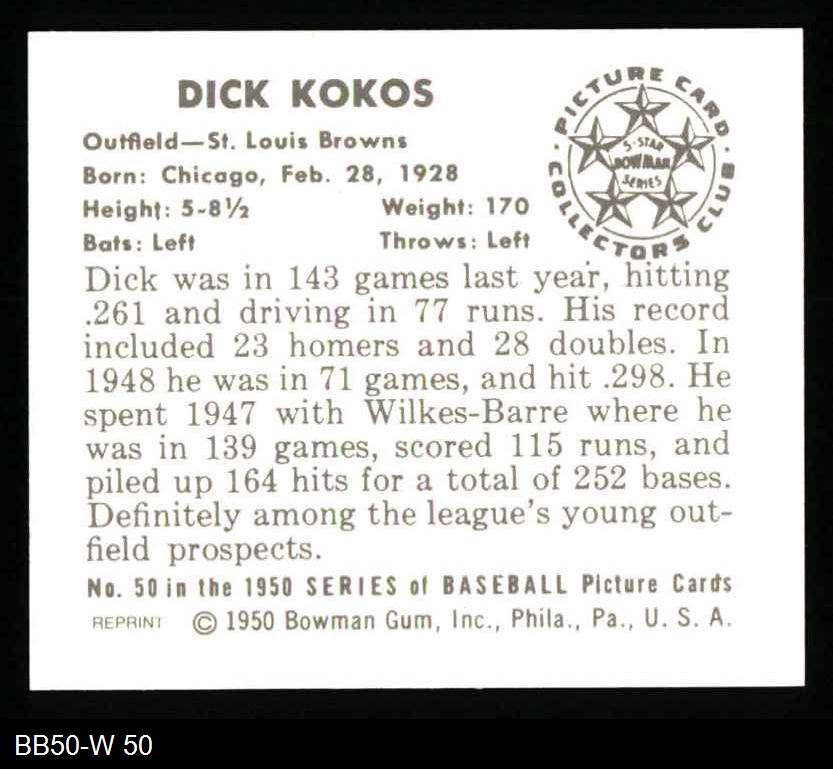 DICK KOKOS
PICTURE CARD COLLECTORS CLUB
5-STAR
BOWMAN
SERIES
Outfield—St. Louis Browns
Born: Chicago, Feb. 28, 1928
Height: 5-8½ Weight: 170
Bats: Left Throws: Left
Dick was in 143 games last year, hitting
.261 and driving in 77 runs. His record
included 23 homers and 28 doubles. In
1948 he was in 71 games, and hit .298. He
spent 1947 with Wilkes-Barre where he
was in 139 games, scored 115 runs, and
piled up 164 hits for a total of 252 bases.
Definitely among the league's young out-
field prospects.
No. 50 in the 1950 SERIES of BASEBALL Picture Cards
REPRINT © 1950 Bowman Gum, Inc., Phila., Pa., U. S. A.
BB50-W 50